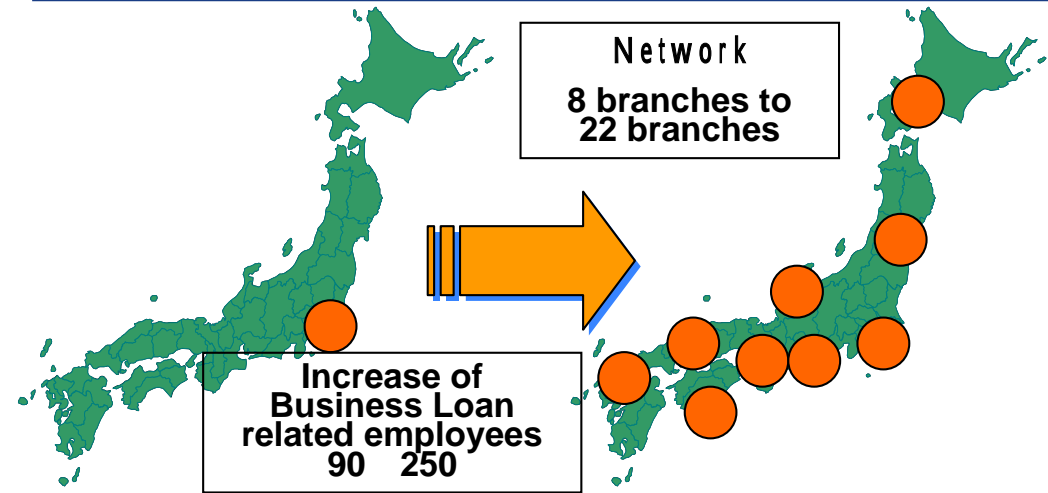 Network
8 branches to
22 branches
Increase of
Business Loan
related employees
90 250